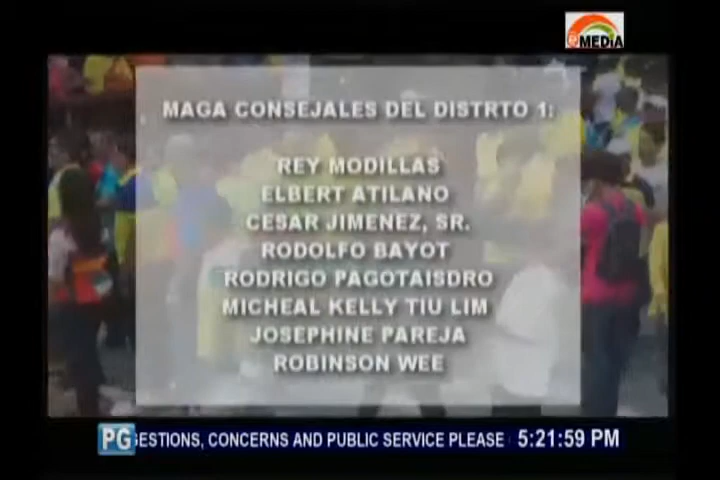 eMEDIA
MAGA CONSEJALES DEL DISTRTO 1:
REY MODILLAS
ELBERT ATILANO
CESAR JIMENEZ, SR.
RODOLFO BAYOT
RODRIGO PAGOTAISDRO
MICHEAL KELLY TIU LIM
JOSEPHINE PAREJA
ROBINSON WEE
PG ESTIONS, CONCERNS AND PUBLIC SERVICE PLEASE 5:21:59 PM